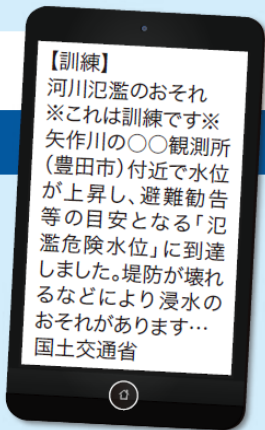 【訓練】
河川氾濫のおそれ
※これは訓練です※
矢作川の○○観測所
（豊田市）付近で水位
が上昇し、避難勧告
等の目安となる「氾
濫危険水位」に到達
しました。堤防が壊れ
るなどにより浸水の
おそれがあります…
国土交通省